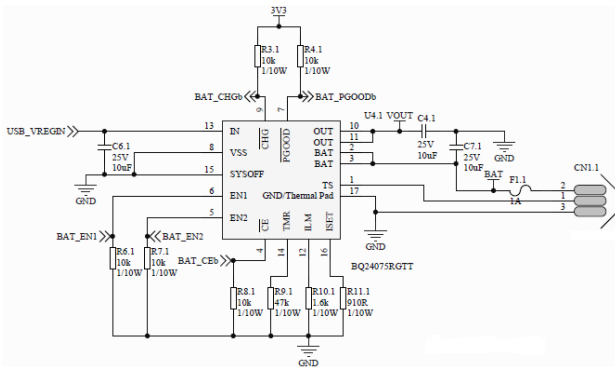 3V3
R3.1
10k
1/10W
R4.1
10k
1/10W
BAT_CHGb
BAT_PGOODb
9
7
U4.1
VOUT
C4.1
25V
10uF
GND
USB_VREGIN
13
IN
CHG
PGOOD
OUT
10
OUT
11
BAT
2
BAT
3
C6.1
25V
10uF
8
VSS
15
SYSOFF
GND
C7.1
25V
10uF
BAT
F1.1
1A
CN1.1
2
1
3
6
EN1
TS
1
GND/Thermal Pad
17
5
EN2
CE
TMR
ILM
ISET
GND
BAT_EN1
BAT_EN2
4
14
12
16
BQ24075RGTT
R6.1
10k
1/10W
R7.1
10k
1/10W
BAT_CEb
R8.1
10k
1/10W
R9.1
47k
1/10W
R10.1
1.6k
1/10W
R11.1
910R
1/10W
GND